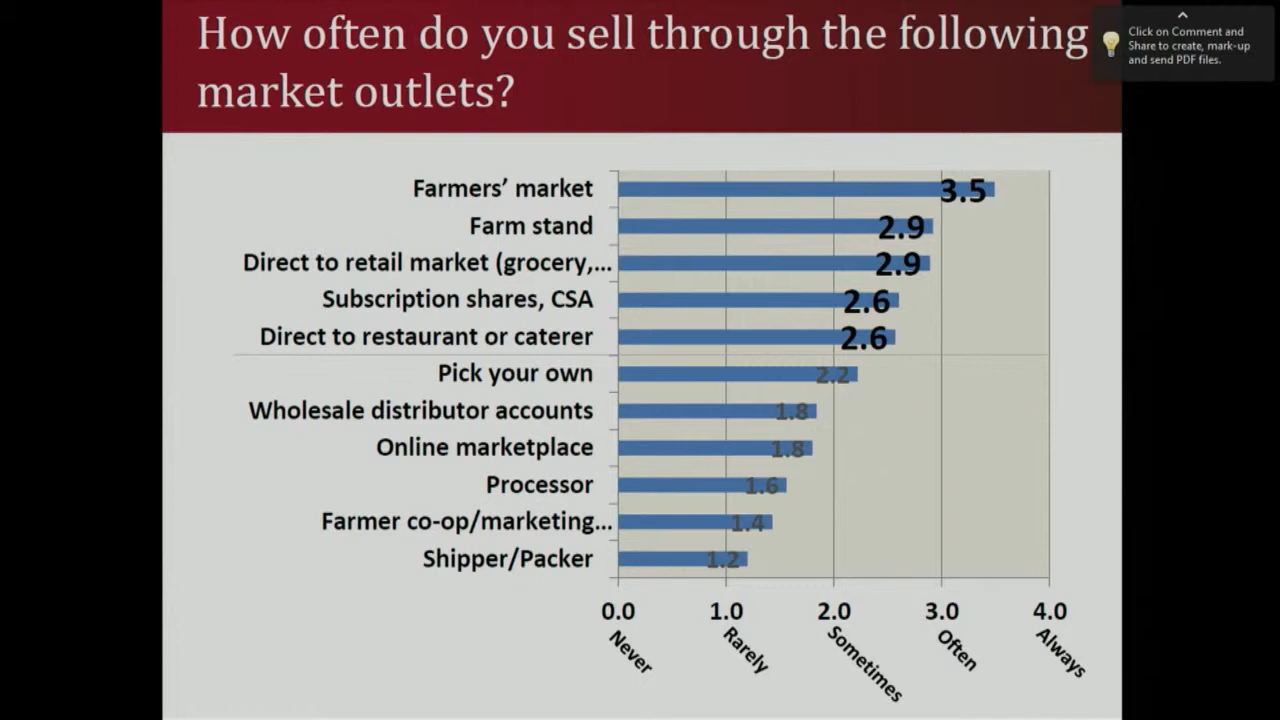 How often do you sell through the following
market outlets?
Click on Comment and
Share to create, mark-up
and send PDF files.
Farmers’ market 3.5
Farm stand 2.9
Direct to retail market (grocery,... 2.9
Subscription shares, CSA 2.6
Direct to restaurant or caterer 2.6
Pick your own 2.2
Wholesale distributor accounts 1.8
Online marketplace 1.8
Processor 1.6
Farmer co-op/marketing... 1.4
Shipper/Packer 1.2
0.0 1.0 2.0 3.0 4.0
Never Rarely Sometimes Often Always